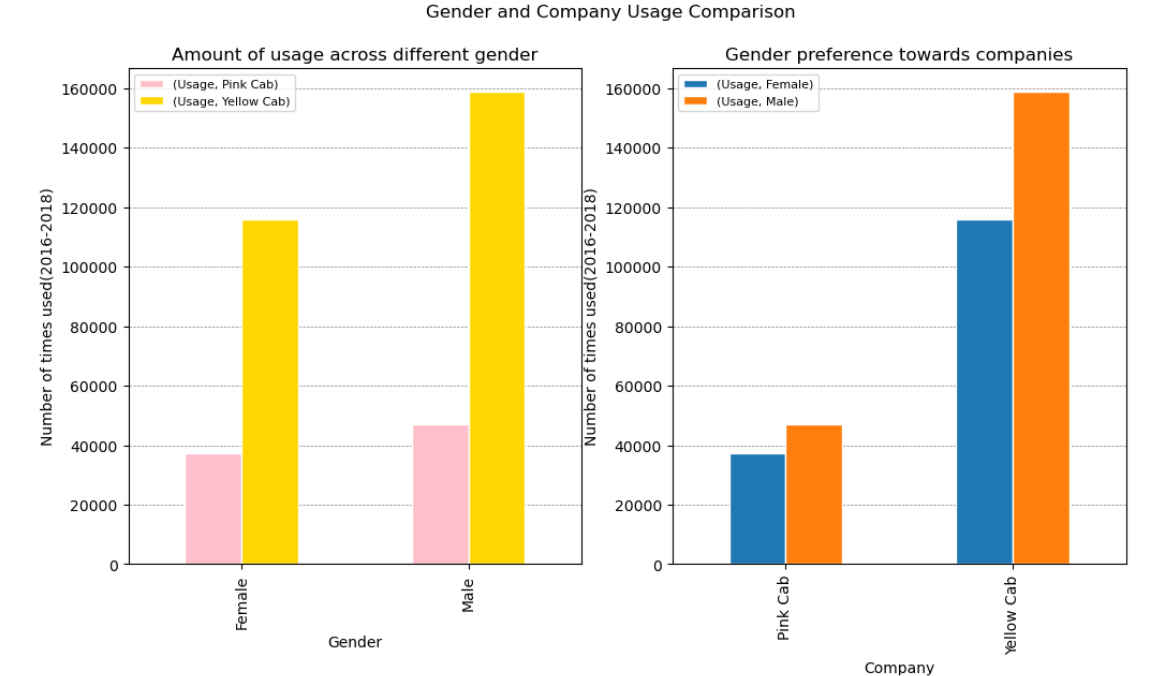 Gender and Company Usage Comparison
Amount of usage across different gender
(Usage, Pink Cab)
(Usage, Yellow Cab)
160000
140000
120000
100000
80000
60000
40000
20000
0
Number of times used(2016-2018)
Female
Male
Gender
Gender preference towards companies
(Usage, Female)
(Usage, Male)
160000
140000
120000
100000
80000
60000
40000
20000
0
Number of times used(2016-2018)
Pink Cab
Yellow Cab
Company